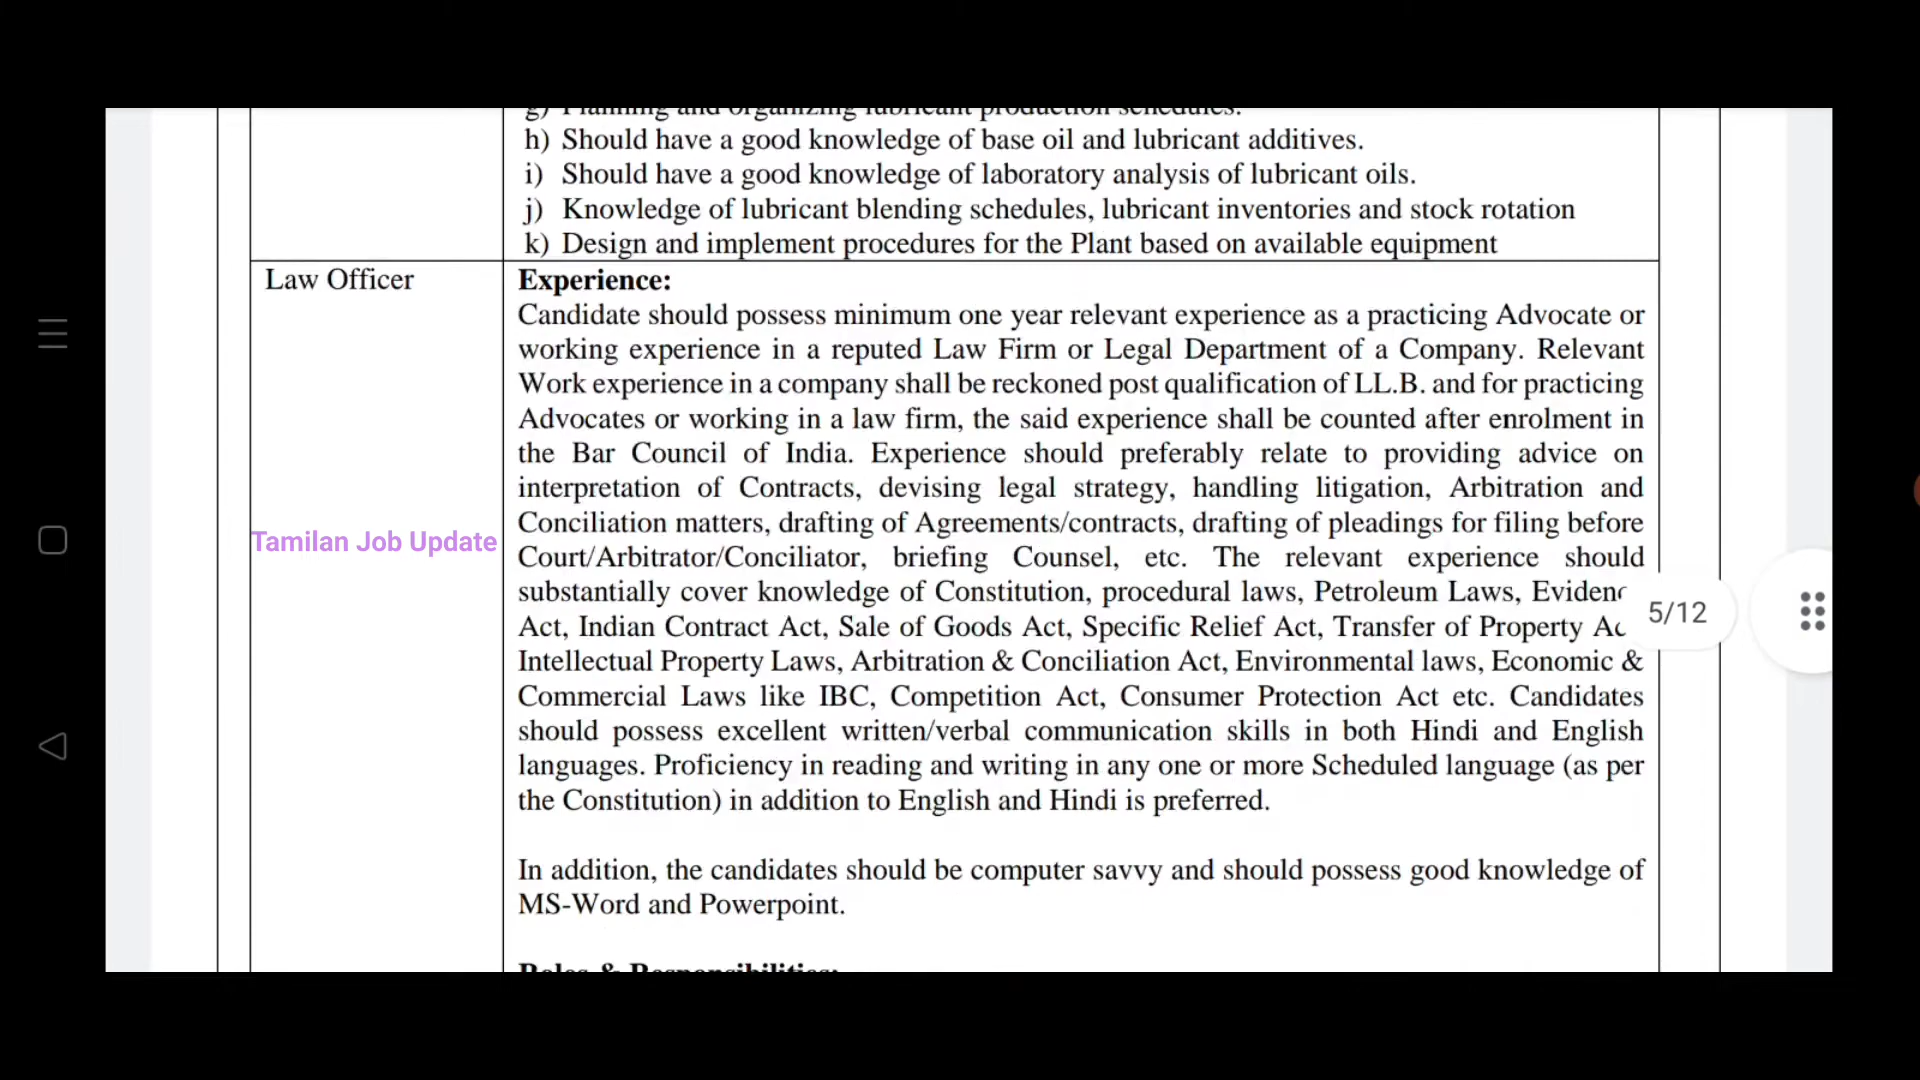 g) Planning and organizing lubricant production schedules.
h) Should have a good knowledge of base oil and lubricant additives.
i) Should have a good knowledge of laboratory analysis of lubricant oils.
j) Knowledge of lubricant blending schedules, lubricant inventories and stock rotation
k) Design and implement procedures for the Plant based on available equipment
Law Officer
Experience:
Candidate should possess minimum one year relevant experience as a practicing Advocate or
working experience in a reputed Law Firm or Legal Department of a Company. Relevant
Work experience in a company shall be reckoned post qualification of LL.B. and for practicing
Advocates or working in a law firm, the said experience shall be counted after enrolment in
the Bar Council of India. Experience should preferably relate to providing advice on
interpretation of Contracts, devising legal strategy, handling litigation, Arbitration and
Conciliation matters, drafting of Agreements/contracts, drafting of pleadings for filing before
Court/Arbitrator/Conciliator, briefing Counsel, etc. The relevant experience should
substantially cover knowledge of Constitution, procedural laws, Petroleum Laws,
Act, Indian Contract Act, Sale of Goods Act, Specific Relief Act, Transfer of Property
Intellectual Property Laws, Arbitration & Conciliation Act, Environmental laws, Economic &
Commercial Laws like IBC, Competition Act, Consumer Protection Act etc. Candidates
should possess excellent written/verbal communication skills in both Hindi and English
languages. Proficiency in reading and writing in any one or more Scheduled language (as per
the Constitution) in addition to English and Hindi is preferred.
In addition, the candidates should be computer savvy and should possess good knowledge of
MS-Word and Powerpoint.
Roles & Responsibilities:
Tamilan Job Update
5/12